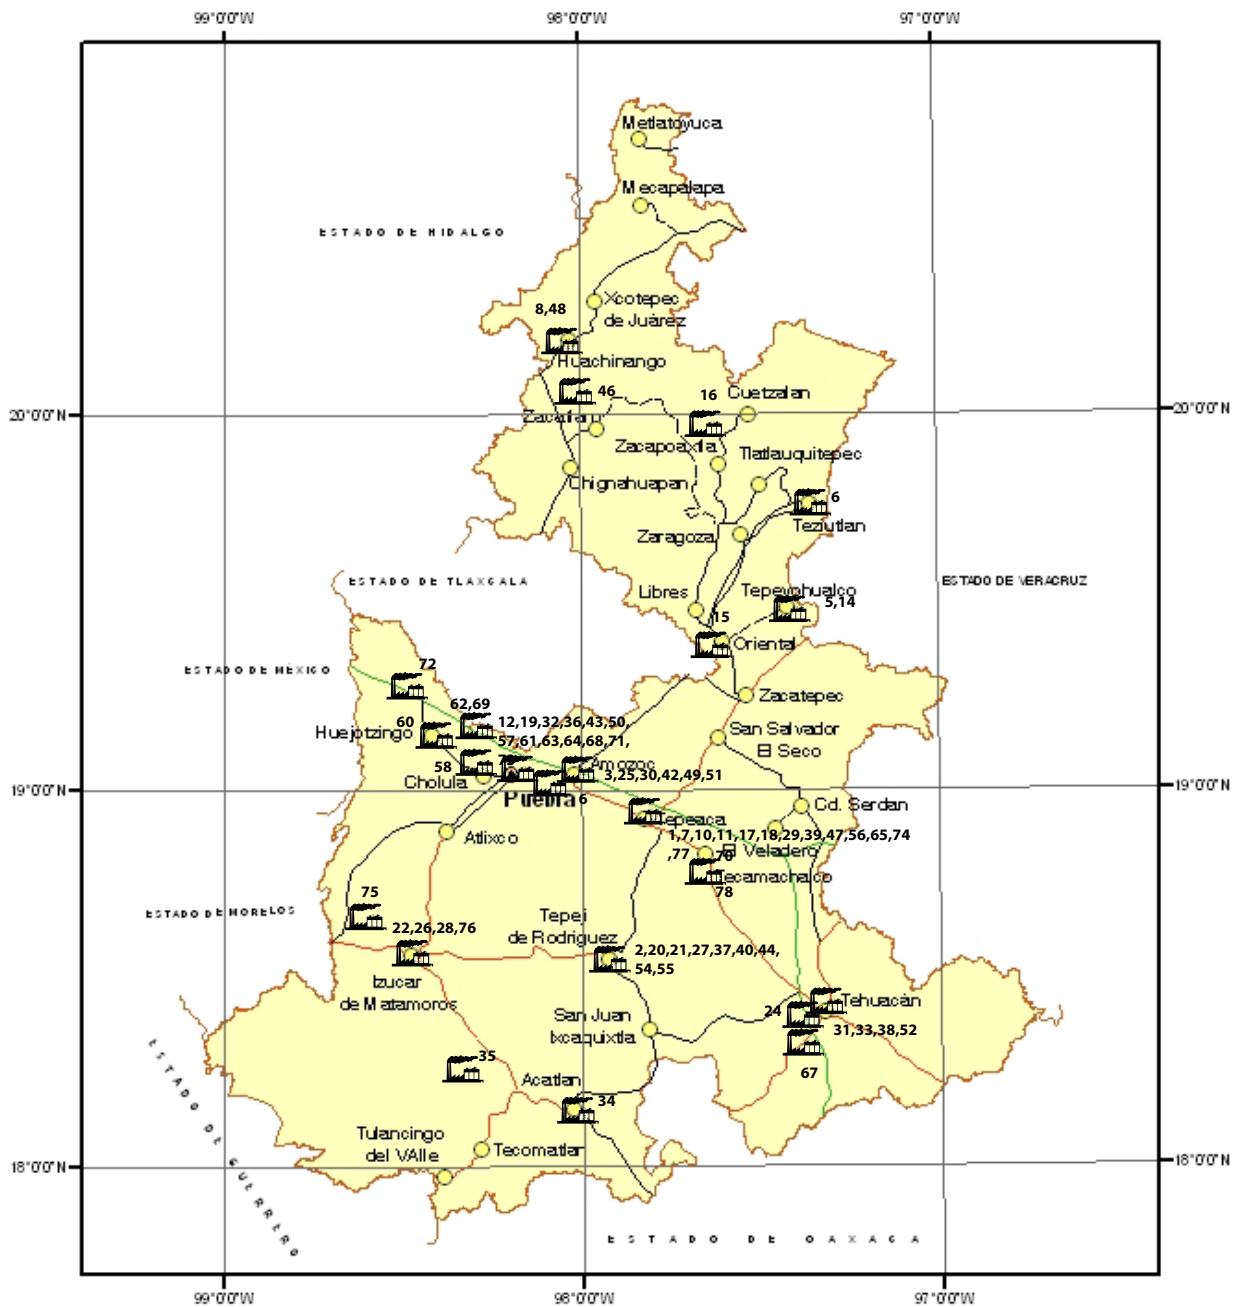 99°0'0"W 98°0'0"W 97°0'0"W
Metlatoyuca
Mecapalapa
ESTADO DE HIDALGO
Xcotepec
de Juárez
8,48
Huachinango
46
16
Cuetzalan
20°0'0"N
20°0'0"N
Zacapoaxtla
Tlatlauquitepec
Chignahuapan
6
Teziutlan
Zaragoza
ESTADO DE TLAXCALA
ESTADO DE VERACRUZ
Libres
Tepeyohualco
5,14
15
Oriental
ESTADO DE MÉXICO
72
Zacatepec
62,69
12,19,32,36,43,50,
57,61,63,64,68,71,
60
Huejotzingo
San Salvador
El Seco
58
Amozoc
3,25,30,42,49,51
Cholula
19°0'0"N
19°0'0"N
Puebla
6
Cd. Serdan
Tepeaca
Atlixco
1,7,10,11,17,18,29,39,47,56,65,74
,77
70
El Veladero
Tecamachalco
78
75
ESTADO DE MORELOS
22,26,28,76
Tepeji
de Rodriguez
2,20,21,27,37,40,44,
54,55
Izucar
de Matamoros
San Juan
Ixcaquixtla
24
Tehuacán
31,33,38,52
67
35
Acatlan
34
Tulancingo
del VAlle
Tecomatlan
18°0'0"N
18°0'0"N
ESTADO DE GUERRERO
ESTADO DE OAXACA
99°0'0"W 98°0'0"W 97°0'0"W